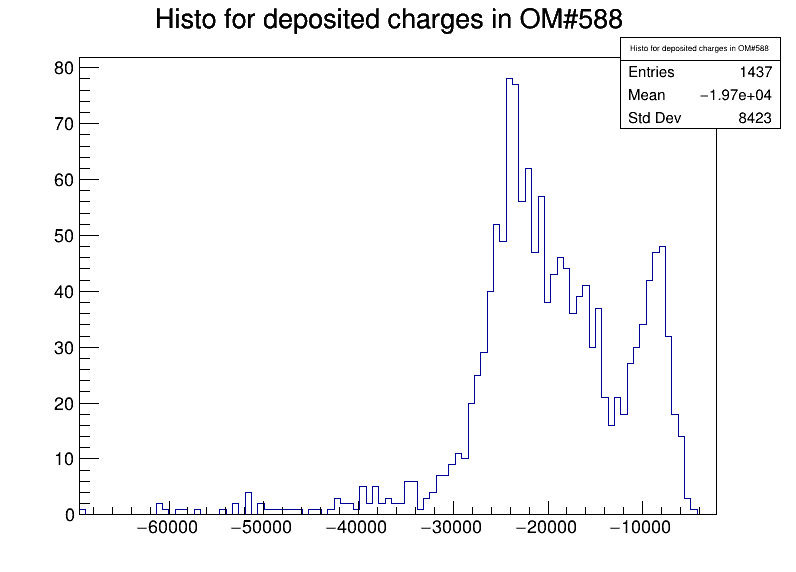 Histo for deposited charges in OM#588
Histo for deposited charges in OM#588
Entries 1437
Mean −1.97e+04
Std Dev 8423
80
70
60
50
40
30
20
10
0
−60000 −50000 −40000 −30000 −20000 −10000